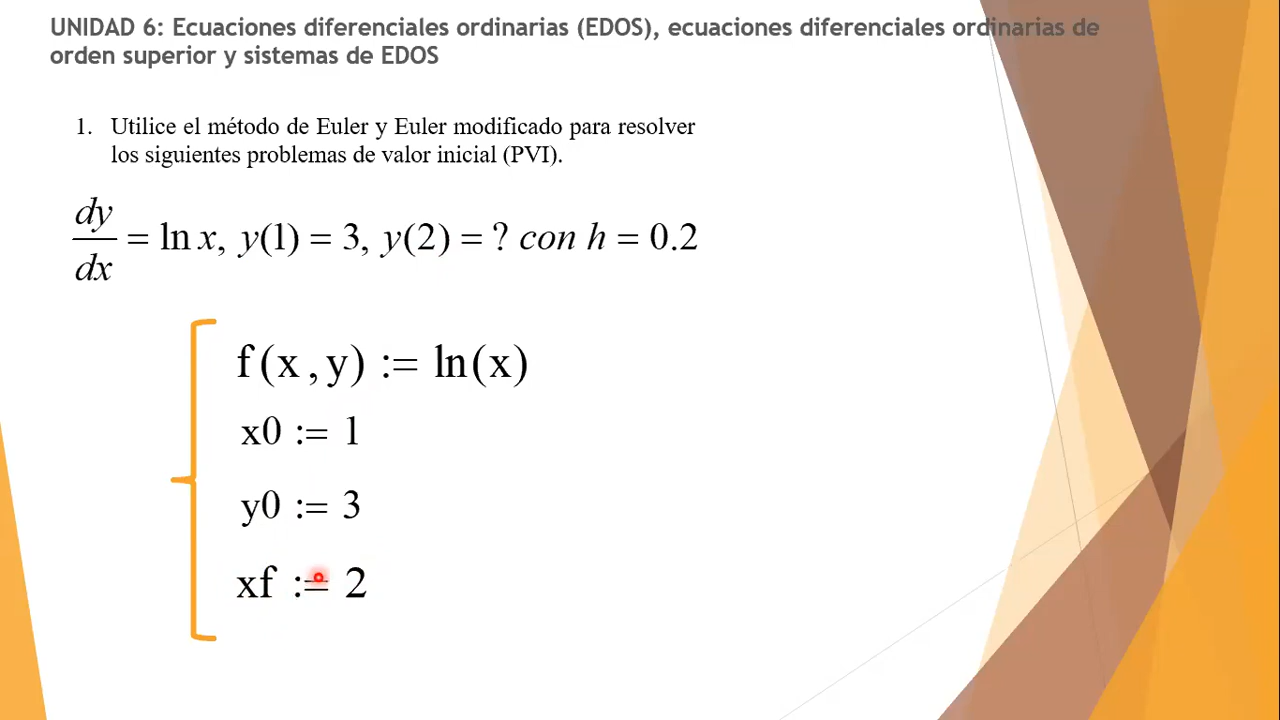 UNIDAD 6: Ecuaciones diferenciales ordinarias (EDOS), ecuaciones diferenciales ordinarias de
orden superior y sistemas de EDOS
1. Utilice el método de Euler y Euler modificado para resolver
los siguientes problemas de valor inicial (PVI).
dy/dx = ln x, y(1) = 3, y(2) = ? con h = 0.2
f(x,y) := ln(x)
x0 := 1
y0 := 3
xf := 2